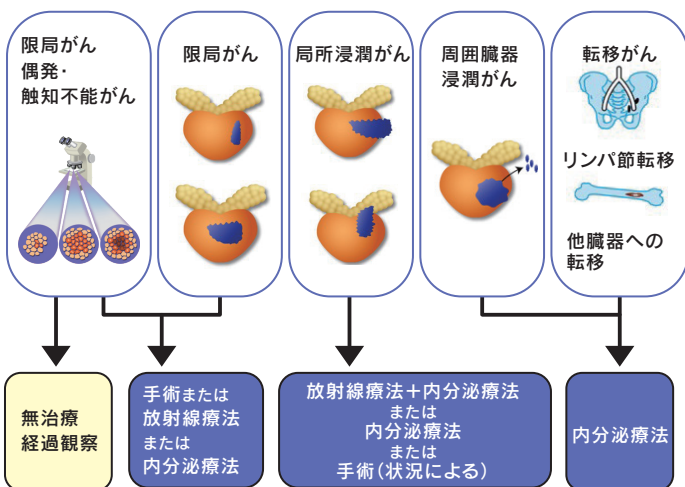 限局がん
偶発・
触知不能がん
限局がん
局所浸潤がん
周囲臓器
浸潤がん
転移がん
リンパ節転移
他臓器への
転移
無治療
経過観察
手術または
放射線療法
または
内分泌療法
放射線療法＋内分泌療法
または
内分泌療法
または
手術（状況による）
内分泌療法